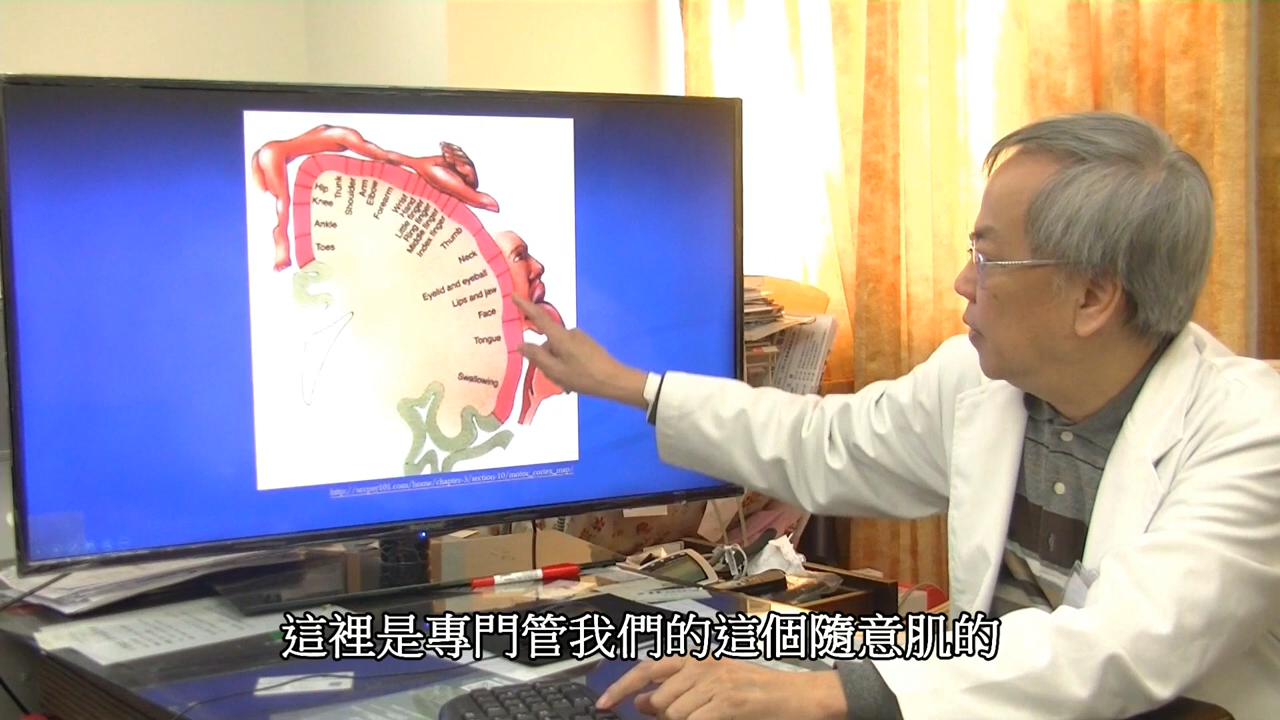 Hip
Trunk
Shoulder
Arm
Elbow
Forearm
Wrist
Hand
Little finger
Ring finger
Middle finger
Index finger
Thumb
Neck
Knee
Ankle
Toes
Eyelid and eyeball
Lips and jaw
Face
Tongue
Swallowing
這裡是專門管我們的這個隨意肌的